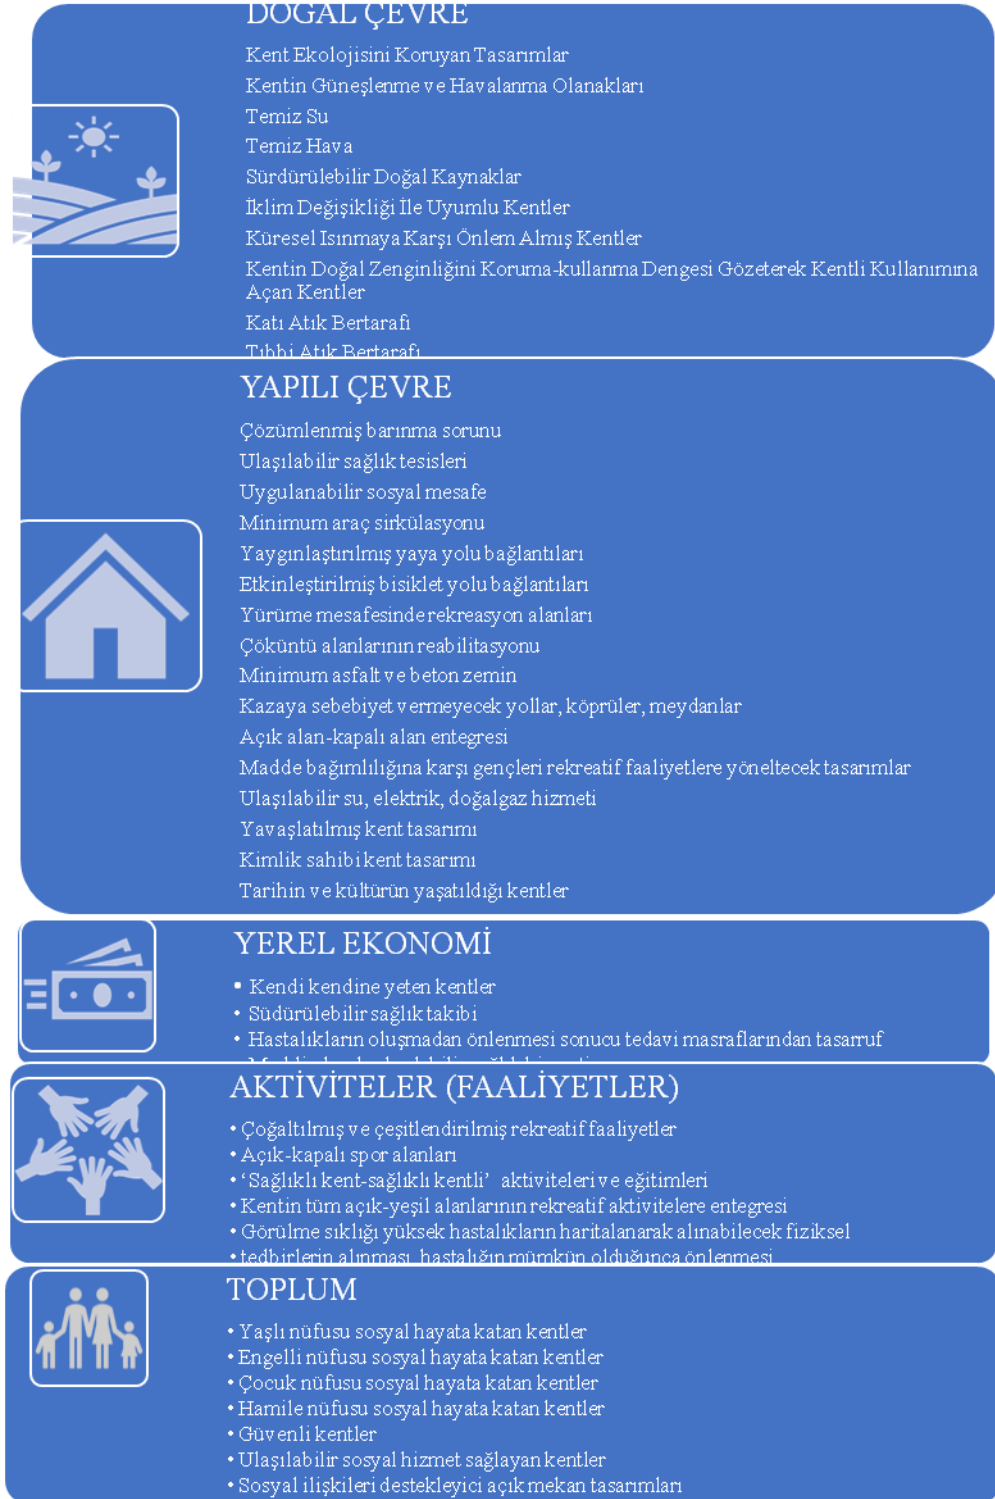 DOĞAL ÇEVRE
Kent Ekolojisini Koruyan Tasarımlar
Kentin Güneşlenme ve Havalanma Olanakları
Temiz Su
Temiz Hava
Sürdürülebilir Doğal Kaynaklar
İklim Değişikliği İle Uyumlu Kentler
Küresel Isınmaya Karşı Önlem Almış Kentler
Kentin Doğal Zenginliğini Koruma-kullanma Dengesi Gözeterek Kentli Kullanımına
Açan Kentler
Katı Atık Bertarafı
Tıbbi Atık Bertarafı
YAPILI ÇEVRE
Çözümlenmiş barınma sorunu
Ulaşılabilir sağlık tesisleri
Uygulanabilir sosyal mesafe
Minimum araç sirkülasyonu
Yaygınlaştırılmış yaya yolu bağlantıları
Etkinleştirilmiş bisiklet yolu bağlantıları
Yürüme mesafesinde rekreasyon alanları
Çöküntü alanlarının reabilitasyonu
Minimum asfalt ve beton zemin
Kazaya sebebiyet vermeyecek yollar, köprüler, meydanlar
Açık alan-kapalı alan entegresi
Madde bağımlılığına karşı gençleri rekreatif faaliyetlere yöneltecek tasarımlar
Ulaşılabilir su, elektrik, doğalgaz hizmeti
Yavaşlatılmış kent tasarımı
Kimlik sahibi kent tasarımı
Tarihin ve kültürün yaşatıldığı kentler
YEREL EKONOMİ
• Kendi kendine yeten kentler
• Südürülebilir sağlık takibi
• Hastalıkların oluşmadan önlenmesi sonucu tedavi masraflarından tasarruf
AKTİVİTELER (FAALİYETLER)
• Çoğaltılmış ve çeşitlendirilmiş rekreatif faaliyetler
• Açık-kapalı spor alanları
• ‘Sağlıklı kent-sağlıklı kentli’ aktiviteleri ve eğitimleri
• Kentin tüm açık-yeşil alanlarının rekreatif aktivitelere entegresi
• Görülme sıklığı yüksek hastalıkların haritalanarak alınabilecek fiziksel
• tedbirlerin alınması, hastalığın mümkün olduğunca önlenmesi
TOPLUM
• Yaşlı nüfusu sosyal hayata katan kentler
• Engelli nüfusu sosyal hayata katan kentler
• Çocuk nüfusu sosyal hayata katan kentler
• Hamile nüfusu sosyal hayata katan kentler
• Güvenli kentler
• Ulaşılabilir sosyal hizmet sağlayan kentler
• Sosyal ilişkileri destekleyici açık mekan tasarımları